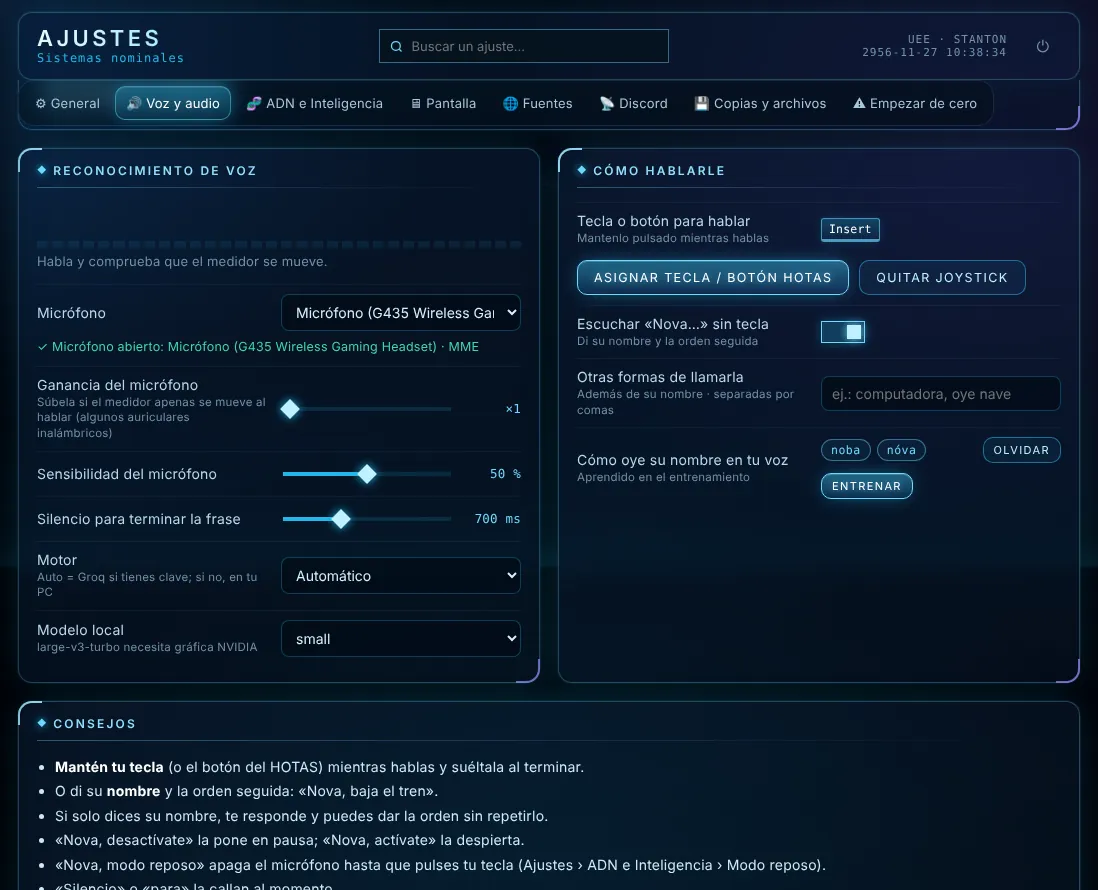 AJUSTES
Sistemas nominales
Buscar un ajuste...
UEE · STANTON
2956-11-27 10:38:34
General
Voz y audio
ADN e Inteligencia
Pantalla
Fuentes
Discord
Copias y archivos
Empezar de cero
RECONOCIMIENTO DE VOZ
Habla y comprueba que el medidor se mueve.
Micrófono
Micrófono (G435 Wireless Gar
✓ Micrófono abierto: Micrófono (G435 Wireless Gaming Headset) · MME
Ganancia del micrófono
Súbela si el medidor apenas se mueve al
hablar (algunos auriculares
inalámbricos)
×1
Sensibilidad del micrófono
50 %
Silencio para terminar la frase
700 ms
Motor
Auto = Groq si tienes clave; si no, en tu
PC
Automático
Modelo local
large-v3-turbo necesita gráfica NVIDIA
small
CÓMO HABLARLE
Tecla o botón para hablar
Mantenlo pulsado mientras hablas
Insert
ASIGNAR TECLA / BOTÓN HOTAS
QUITAR JOYSTICK
Escuchar «Nova...» sin tecla
Di su nombre y la orden seguida
Otras formas de llamarla
Además de su nombre · separadas por
comas
ej.: computadora, oye nave
Cómo oye su nombre en tu voz
Aprendido en el entrenamiento
noba
nóva
OLVIDAR
ENTRENAR
CONSEJOS
• Mantén tu tecla (o el botón del HOTAS) mientras hablas y suéltala al terminar.
• O di su nombre y la orden seguida: «Nova, baja el tren».
• Si solo dices su nombre, te responde y puedes dar la orden sin repetirlo.
• «Nova, desactívate» la pone en pausa; «Nova, actívate» la despierta.
• «Nova, modo reposo» apaga el micrófono hasta que pulses tu tecla (Ajustes › ADN e Inteligencia › Modo reposo).
• «Silencio» o «para» la callan al momento.